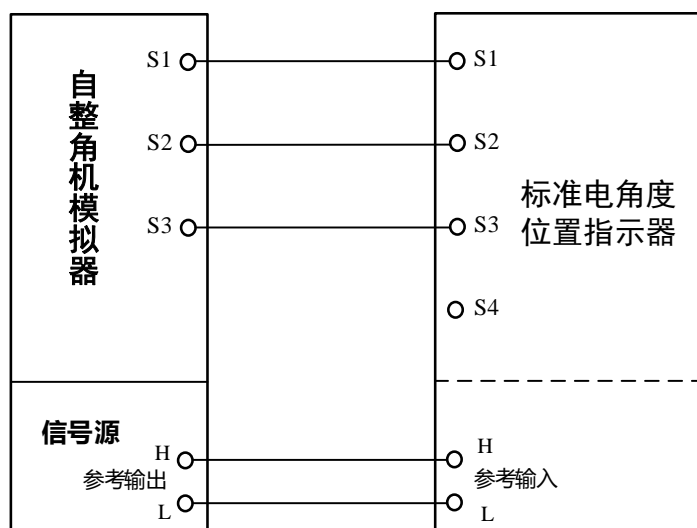 自整角机模拟器
S1
S2
S3
S1
S2
S3
S4
标准电角度
位置指示器
信号源
H
参考输出
L
H
参考输入
L